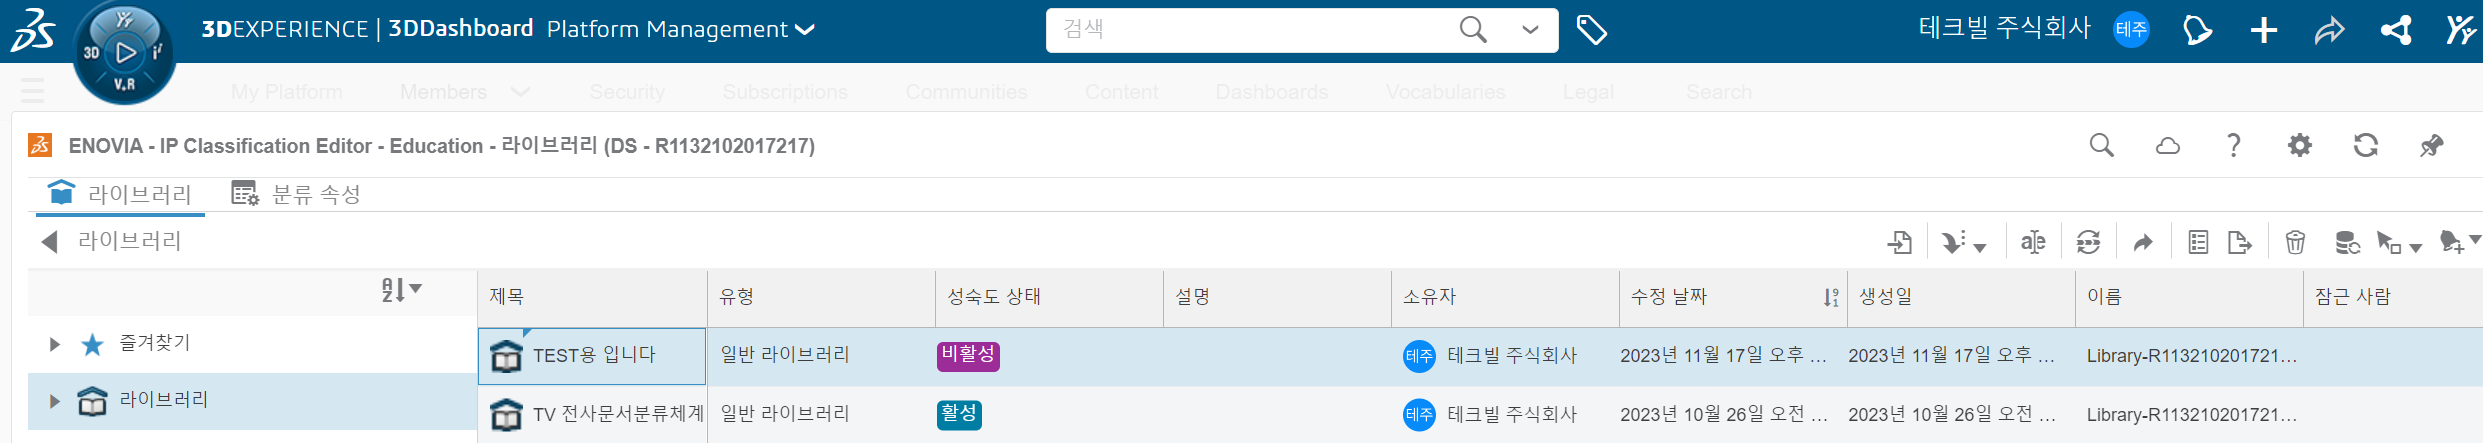 3DEXPERIENCE | 3DDashboard Platform Management
검색
테크빌 주식회사 테주
3D
V.R
My Platform Members Security Subscriptions Communities Content Dashboards Vocabularies Legal Search
ENOVIA - IP Classification Editor - Education - 라이브러리 (DS - R1132102017217)
라이브러리 분류 속성
라이브러리
제목 유형 성숙도 상태 설명 소유자 수정 날짜 생성일 이름 잠근 사람
즐겨찾기
라이브러리
TEST용 입니다 일반 라이브러리 비활성 테주 테크빌 주식회사 2023년 11월 17일 오후 ... 2023년 11월 17일 오후 ... Library-R113210201721...
TV 전사문서분류체계 일반 라이브러리 활성 테주 테크빌 주식회사 2023년 10월 26일 오전 ... 2023년 10월 26일 오전 ... Library-R113210201721...